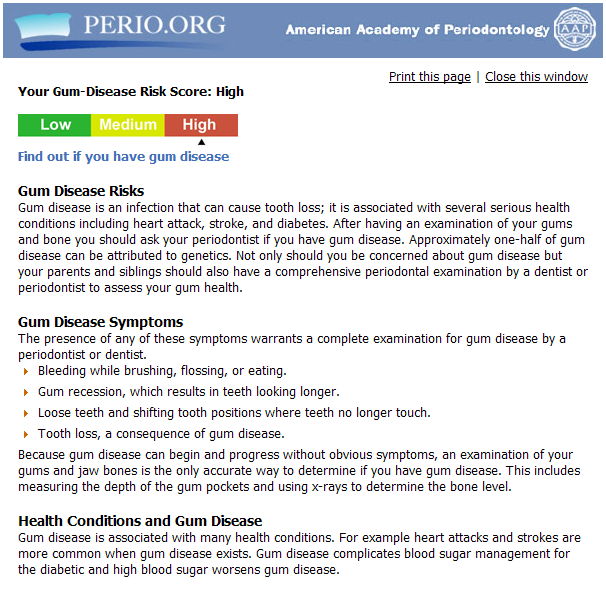 PERIO.ORG
American Academy of Periodontology
AAP
Print this page | Close this window
Your Gum-Disease Risk Score: High
Low Medium High
Find out if you have gum disease
Gum Disease Risks
Gum disease is an infection that can cause tooth loss; it is associated with several serious health
conditions including heart attack, stroke, and diabetes. After having an examination of your gums
and bone you should ask your periodontist if you have gum disease. Approximately one-half of gum
disease can be attributed to genetics. Not only should you be concerned about gum disease but
your parents and siblings should also have a comprehensive periodontal examination by a dentist or
periodontist to assess your gum health.
Gum Disease Symptoms
The presence of any of these symptoms warrants a complete examination for gum disease by a
periodontist or dentist.
Bleeding while brushing, flossing, or eating.
Gum recession, which results in teeth looking longer.
Loose teeth and shifting tooth positions where teeth no longer touch.
Tooth loss, a consequence of gum disease.
Because gum disease can begin and progress without obvious symptoms, an examination of your
gums and jaw bones is the only accurate way to determine if you have gum disease. This includes
measuring the depth of the gum pockets and using x-rays to determine the bone level.
Health Conditions and Gum Disease
Gum disease is associated with many health conditions. For example heart attacks and strokes are
more common when gum disease exists. Gum disease complicates blood sugar management for
the diabetic and high blood sugar worsens gum disease.